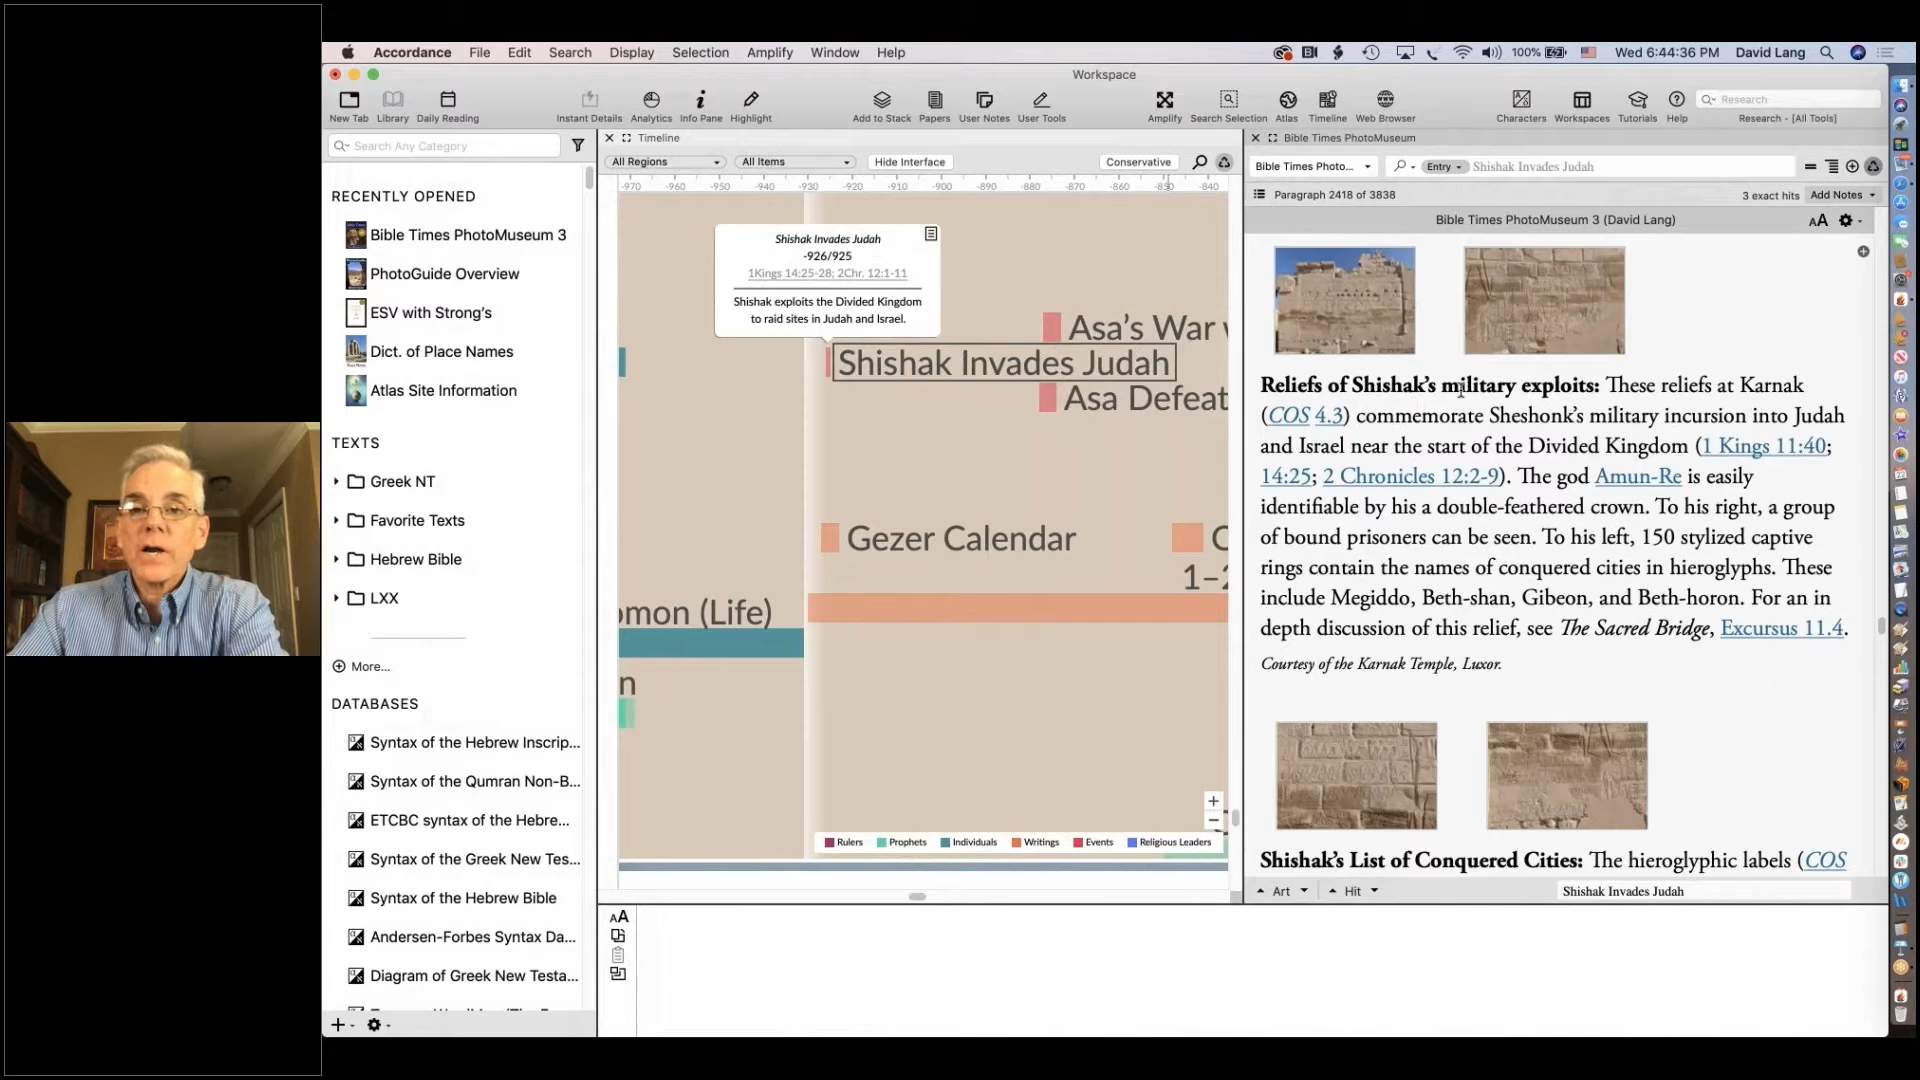 Accordance File Edit Search Display Selection Amplify Window Help
100% Wed 6:44:36 PM David Lang
Workspace
New Tab Library Daily Reading Instant Details Analytics Info Pane Highlight Add to Stack Papers User Notes User Tools Amplify Search Selection Atlas Timeline Web Browser Characters Workspaces Tutorials Help Research - [All Tools]
Research
Search Any Category
RECENTLY OPENED
Bible Times PhotoMuseum 3
PhotoGuide Overview
ESV with Strong's
Dict. of Place Names
Atlas Site Information
TEXTS
Greek NT
Favorite Texts
Hebrew Bible
LXX
More...
DATABASES
Syntax of the Hebrew Inscrip...
Syntax of the Qumran Non-B...
ETCBC syntax of the Hebre...
Syntax of the Greek New Tes...
Syntax of the Hebrew Bible
Andersen-Forbes Syntax Da...
Diagram of Greek New Testa...
Timeline
All Regions All Items Hide Interface Conservative
-970 -960 -950 -940 -930 -920 -910 -900 -890 -880 -870 -860 -850 -840
Shishak Invades Judah
-926/925
1Kings 14:25-28; 2Chr. 12:1-11
Shishak exploits the Divided Kingdom
to raid sites in Judah and Israel.
Asa's War
Shishak Invades Judah
Asa Defeat
Gezer Calendar
omon (Life)
n
Rulers Prophets Individuals Writings Events Religious Leaders
Bible Times PhotoMuseum
Bible Times Photo... Entry Shishak Invades Judah
Paragraph 2418 of 3838 3 exact hits Add Notes
Bible Times PhotoMuseum 3 (David Lang)
Reliefs of Shishak's military exploits: These reliefs at Karnak
(COS 4.3) commemorate Sheshonk's military incursion into Judah
and Israel near the start of the Divided Kingdom (1 Kings 11:40;
14:25; 2 Chronicles 12:2-9). The god Amun-Re is easily
identifiable by his a double-feathered crown. To his right, a group
of bound prisoners can be seen. To his left, 150 stylized captive
rings contain the names of conquered cities in hieroglyphs. These
include Megiddo, Beth-shan, Gibeon, and Beth-horon. For an in
depth discussion of this relief, see The Sacred Bridge, Excursus 11.4.
Courtesy of the Karnak Temple, Luxor.
Shishak's List of Conquered Cities: The hieroglyphic labels (COS
Art Hit Shishak Invades Judah